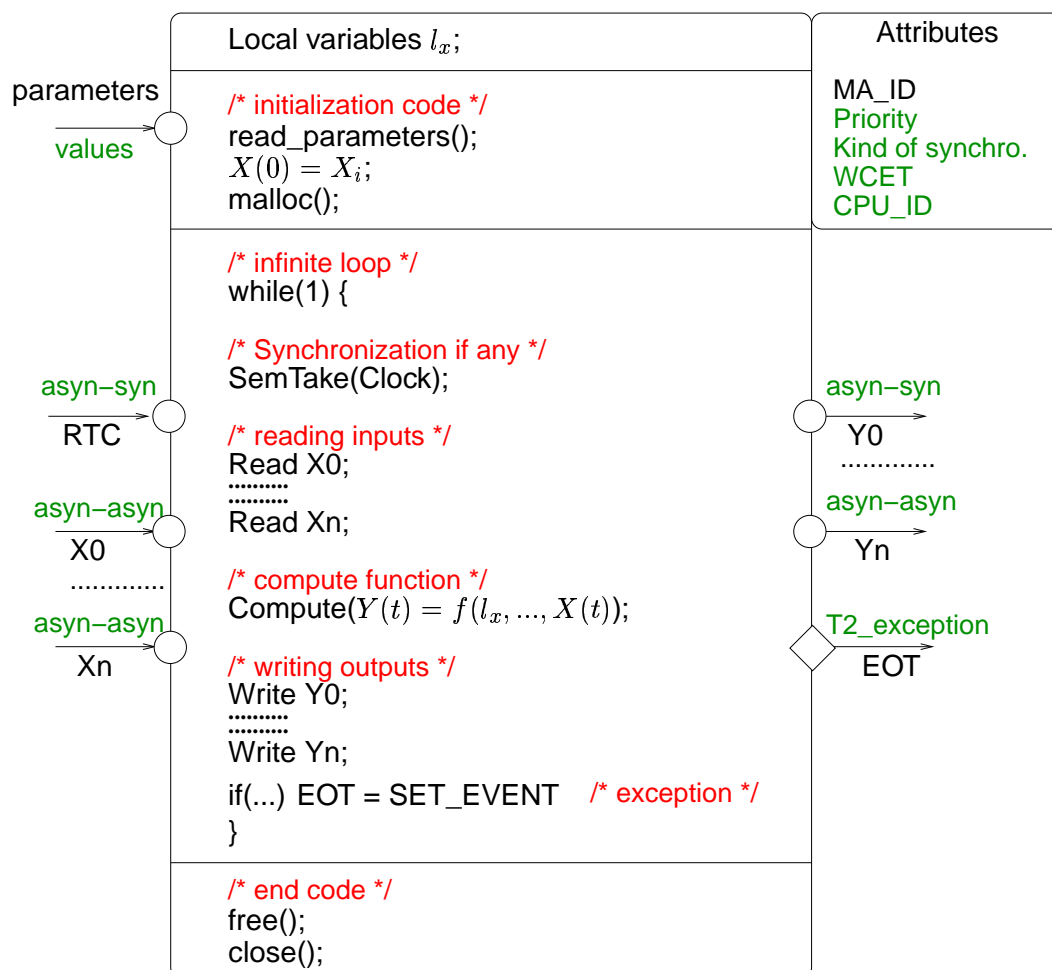 Local variables l_x;
Attributes
parameters
values
MA_ID
Priority
Kind of synchro.
WCET
CPU_ID
/* initialization code */
read_parameters();
X(0) = X_i;
malloc();
/* infinite loop */
while(1) {
/* Synchronization if any */
SemTake(Clock);
asyn−syn
RTC
asyn−syn
Y0
.............
/* reading inputs */
Read X0;
..........
..........
Read Xn;
asyn−asyn
X0
.............
asyn−asyn
Yn
/* compute function */
Compute(Y(t) = f(l_x, ..., X(t));
asyn−asyn
Xn
T2_exception
EOT
/* writing outputs */
Write Y0;
..........
..........
Write Yn;
if(...) EOT = SET_EVENT /* exception */
}
/* end code */
free();
close();